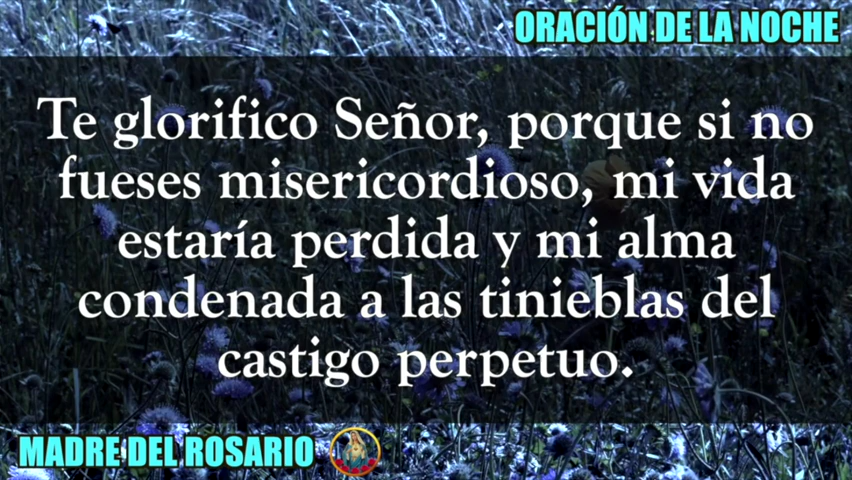 ORACIÓN DE LA NOCHE
Te glorifico Señor, porque si no
fueses misericordioso, mi vida
estaría perdida y mi alma
condenada a las tinieblas del
castigo perpetuo.
MADRE DEL ROSARIO